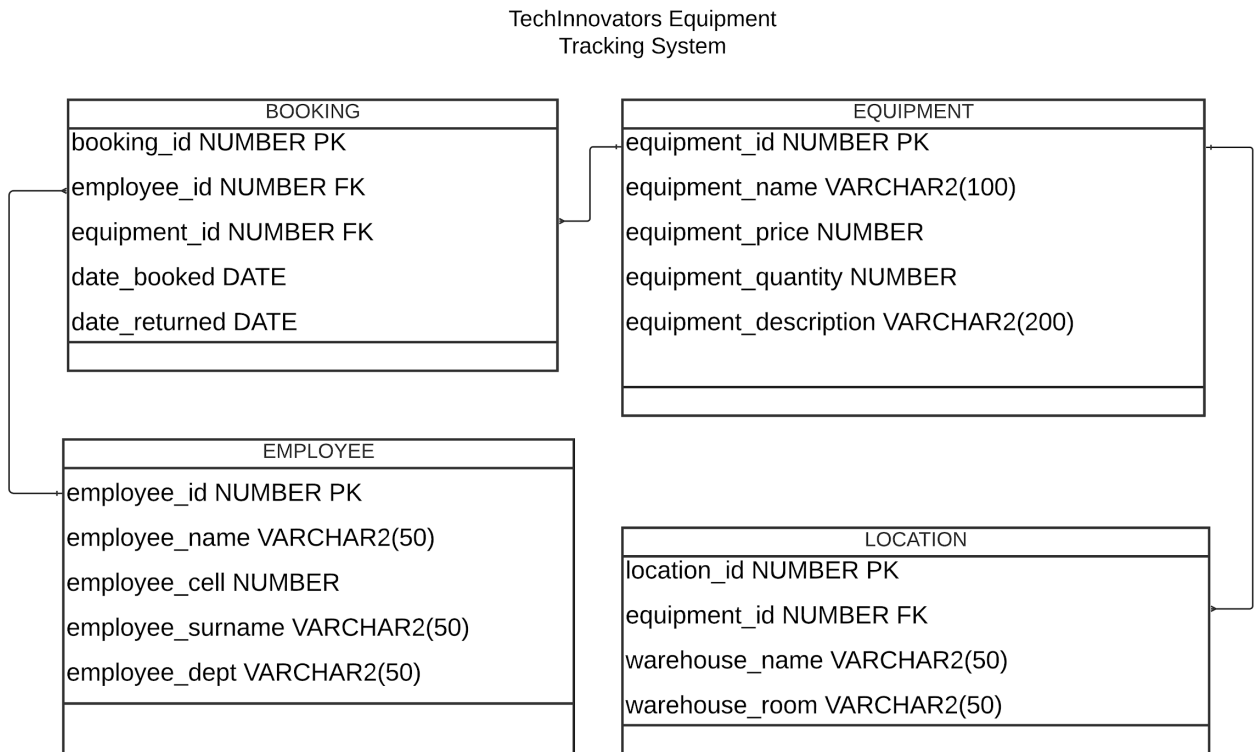 TechInnovators Equipment
Tracking System
BOOKING
booking_id NUMBER PK
employee_id NUMBER FK
equipment_id NUMBER FK
date_booked DATE
date_returned DATE
EQUIPMENT
equipment_id NUMBER PK
equipment_name VARCHAR2(100)
equipment_price NUMBER
equipment_quantity NUMBER
equipment_description VARCHAR2(200)
EMPLOYEE
employee_id NUMBER PK
employee_name VARCHAR2(50)
employee_cell NUMBER
employee_surname VARCHAR2(50)
employee_dept VARCHAR2(50)
LOCATION
location_id NUMBER PK
equipment_id NUMBER FK
warehouse_name VARCHAR2(50)
warehouse_room VARCHAR2(50)